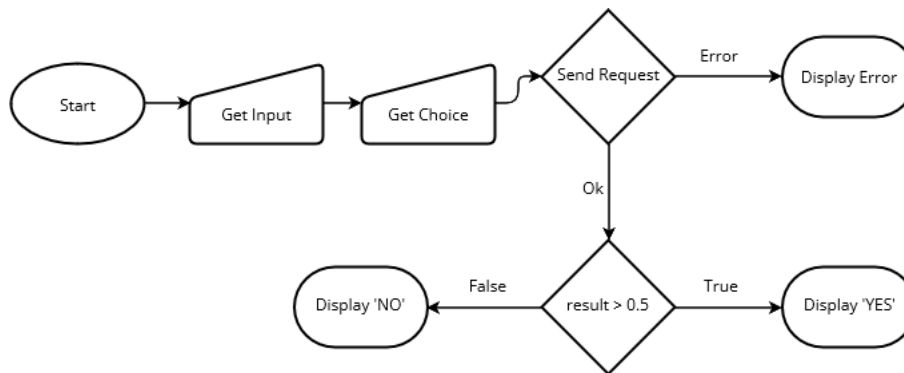 Start
Get Input
Get Choice
Send Request
Error
Display Error
Ok
Display 'NO'
False
result > 0.5
True
Display 'YES'